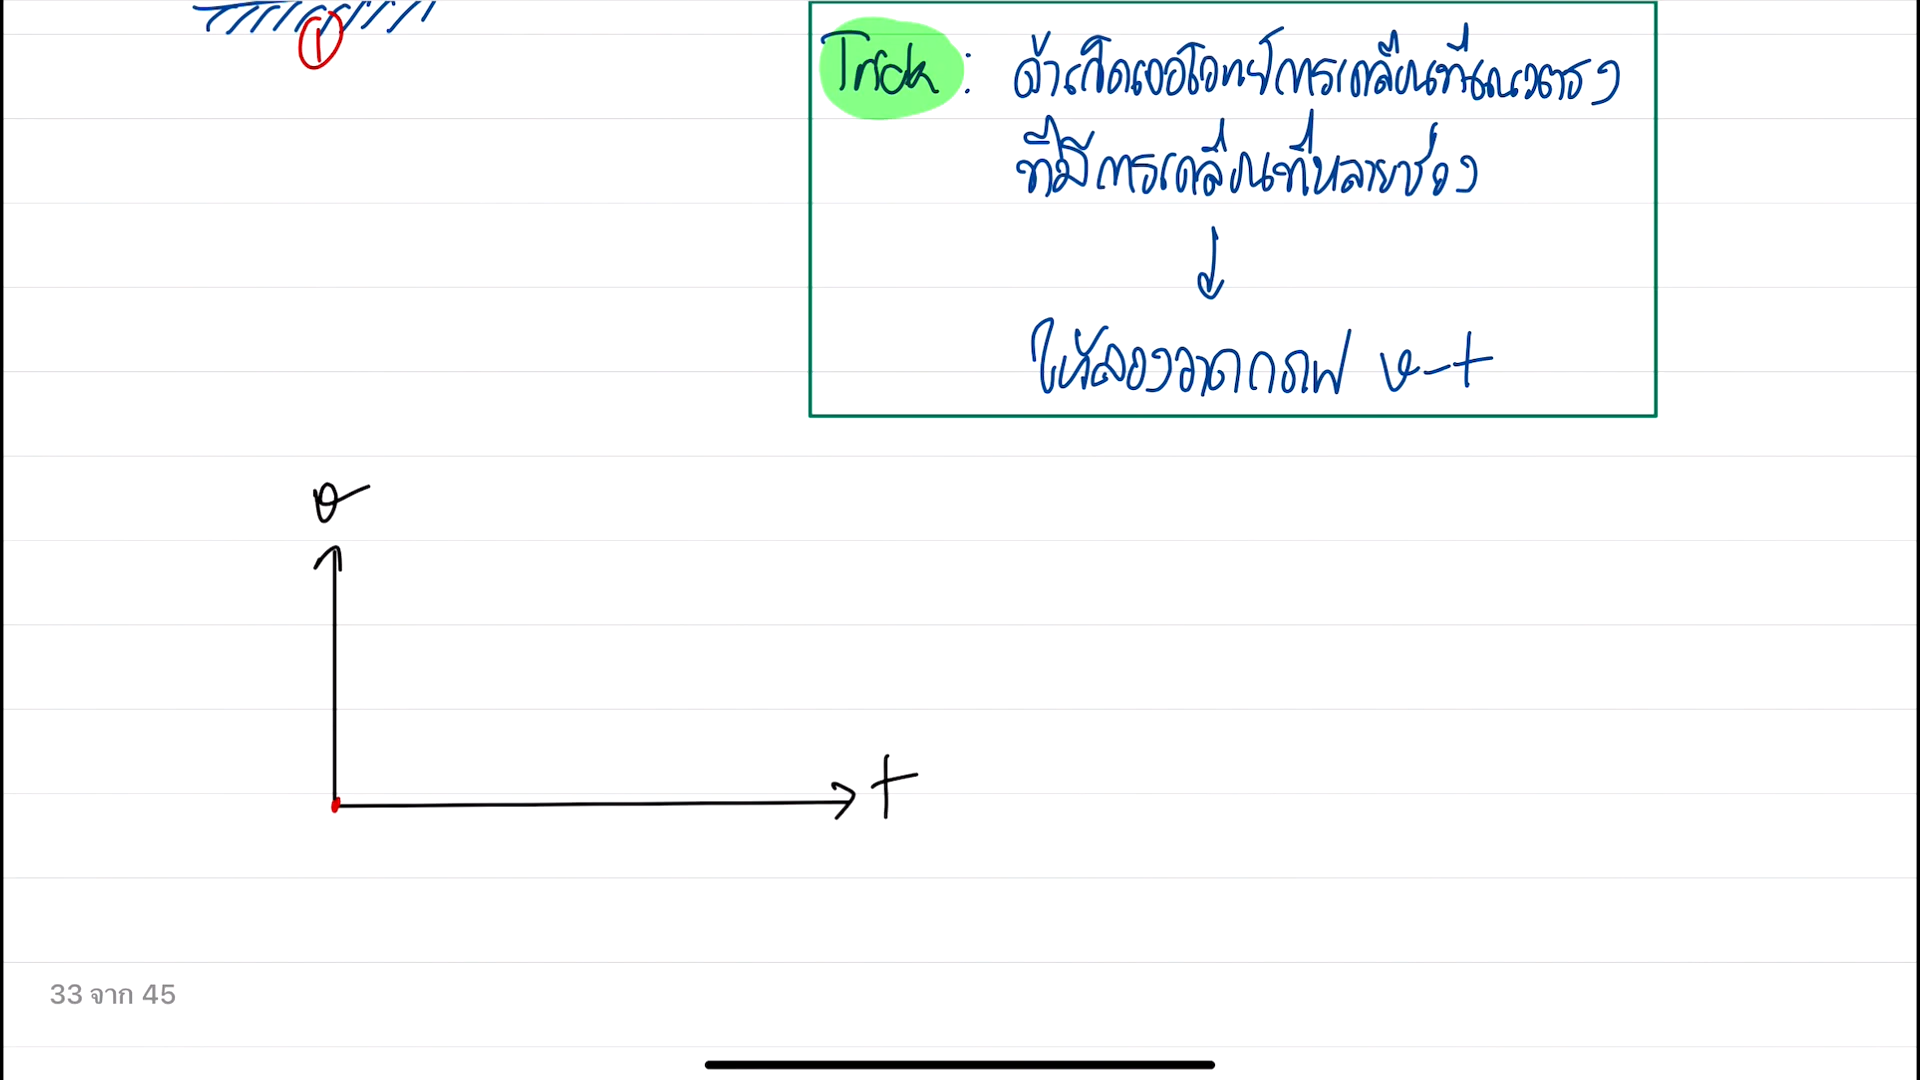 ①
Trick : ถ้าเกิดเจอโจทย์การเคลื่อนที่แนวตรง
ที่มีการเคลื่อนที่หลายช่วง
↓
ให้ลองวาดกราฟ v-t
v
t
33 จาก 45